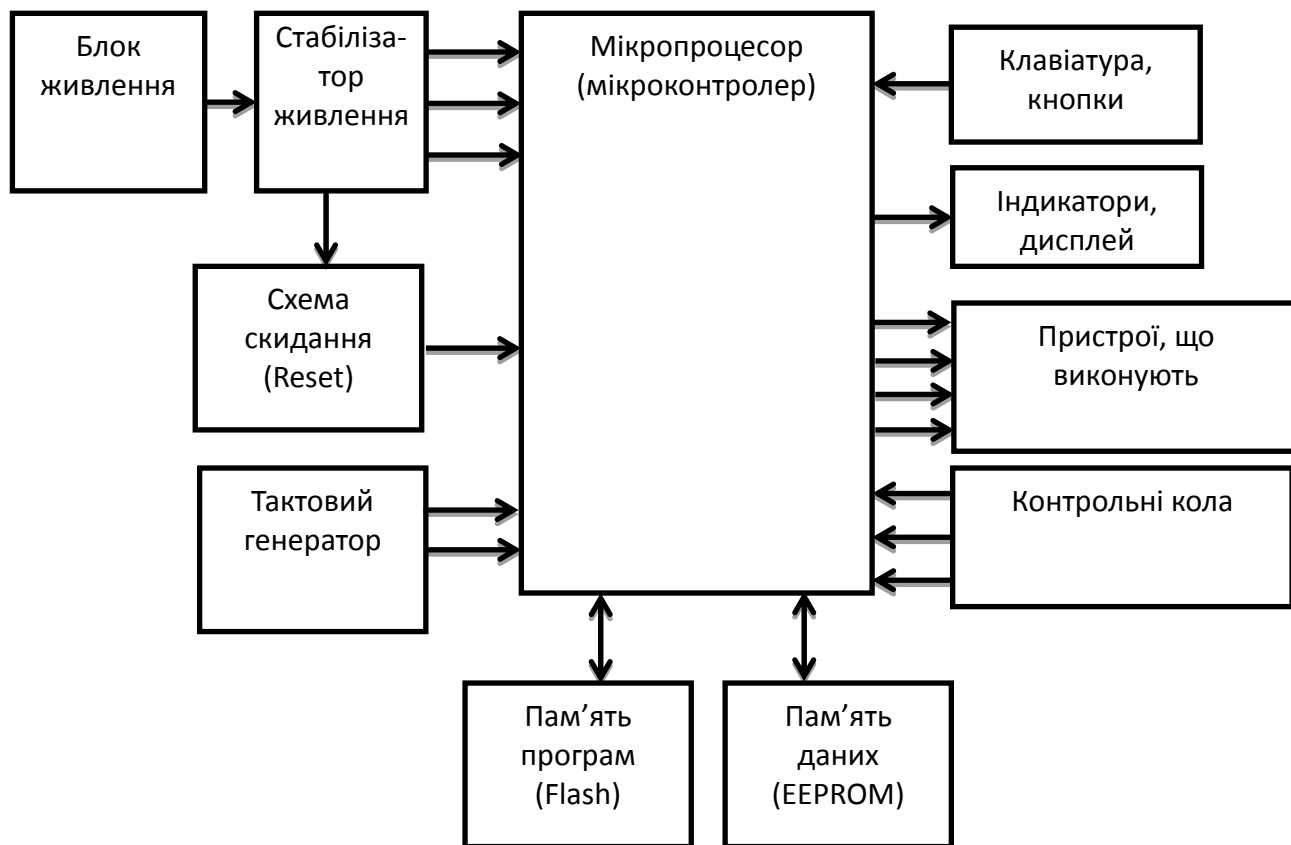 Блок
живлення
Стабіліза-
тор
живлення
Мікропроцесор
(мікроконтролер)
Клавіатура,
кнопки
Індикатори,
дисплей
Схема
скидання
(Reset)
Пристрої, що
виконують
Тактовий
генератор
Контрольні кола
Пам’ять
програм
(Flash)
Пам’ять
даних
(EEPROM)